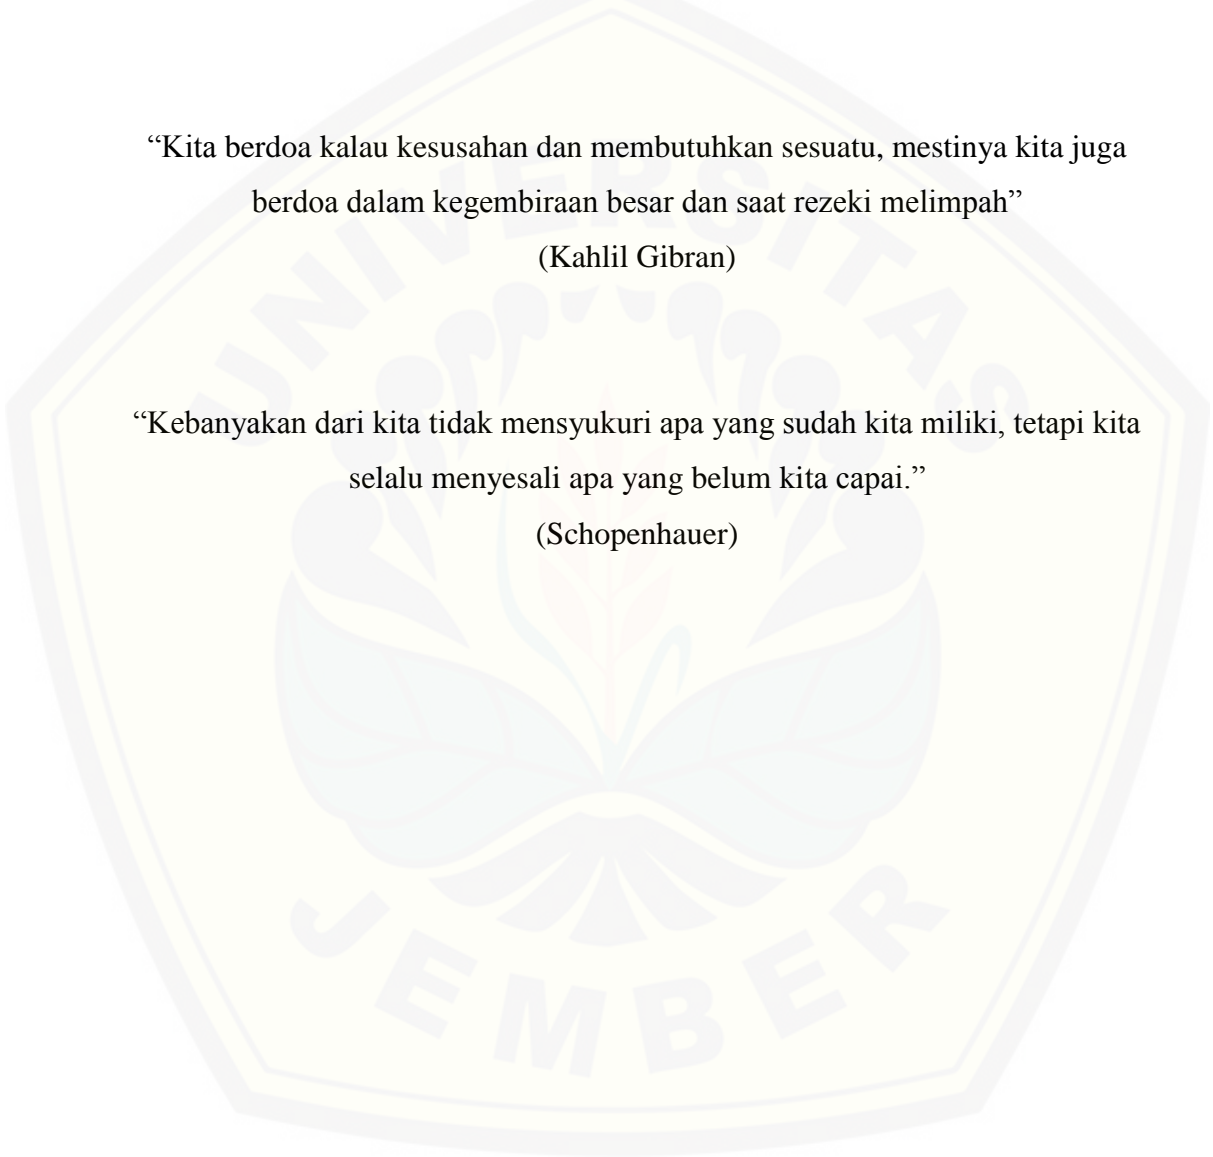 “Kita berdoa kalau kesusahan dan membutuhkan sesuatu, mestinya kita juga
berdoa dalam kegembiraan besar dan saat rezeki melimpah”
(Kahlil Gibran)
“Kebanyakan dari kita tidak mensyukuri apa yang sudah kita miliki, tetapi kita
selalu menyesali apa yang belum kita capai.”
(Schopenhauer)
UNIVERSITAS
JEMBER